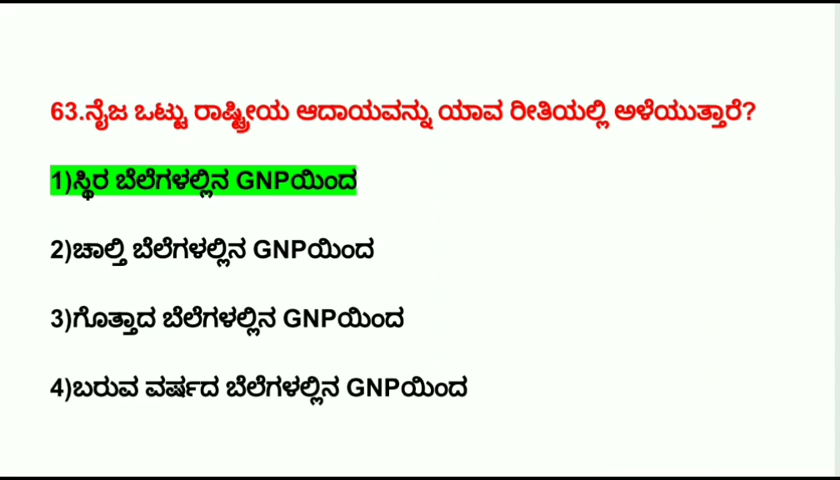 63.ನೈಜ ಒಟ್ಟು ರಾಷ್ಟ್ರೀಯ ಆದಾಯವನ್ನು ಯಾವ ರೀತಿಯಲ್ಲಿ ಅಳೆಯುತ್ತಾರೆ?
1)ಸ್ಥಿರ ಬೆಲೆಗಳಲ್ಲಿನ GNPಯಿಂದ
2)ಚಾಲ್ತಿ ಬೆಲೆಗಳಲ್ಲಿನ GNPಯಿಂದ
3)ಗೊತ್ತಾದ ಬೆಲೆಗಳಲ್ಲಿನ GNPಯಿಂದ
4)ಬರುವ ವರ್ಷದ ಬೆಲೆಗಳಲ್ಲಿನ GNPಯಿಂದ